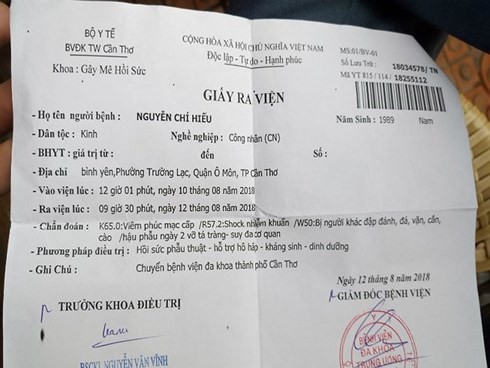 BỘ Y TẾ
BVĐK TW Cần Thơ
Khoa : Gây Mê Hồi Sức
CỘNG HÒA XÃ HỘI CHỦ NGHĨA VIỆT NAM
Độc lập - Tự do - Hạnh phúc
MS:01/BV-01
Số Lưu Trữ : 18034578/ TN
Mã YT 815 / 114 / 18255112
GIẤY RA VIỆN
- Họ tên người bệnh : NGUYỄN CHÍ HIẾU
Năm Sinh : 1989 Nam
- Dân tộc : Kinh Nghề nghiệp : Công nhân (CN)
- BHYT : giá trị từ : đến Số :
- Địa chỉ bình yên,Phường Trường Lạc, Quận Ô Môn, TP Cần Thơ
- Vào viện lúc : 12 giờ 01 phút, ngày 10 tháng 08 năm 2018
- Ra viện lúc : 09 giờ 30 phút, ngày 12 tháng 08 năm 2018
- Chẩn đoán : K65.0:Viêm phúc mạc cấp /R57.2:Shock nhiễm khuẩn /W50:Bị người khác đập đánh, đá, vặn, cắn,
cào /hậu phẫu ngày 2 vỡ tá tràng- suy đa cơ quan
- Phương pháp điều trị : Hồi sức phẫu thuật - hỗ trợ hô hấp - kháng sinh - dinh dưỡng
- Ghi Chú : Chuyển bệnh viện đa khoa thành phố Cần Thơ
Ngày 12 tháng 8 năm 2018
TRƯỞNG KHOA ĐIỀU TRỊ
GIÁM ĐỐC BỆNH VIỆN
BSCKI. NGUYỄN VĂN VĨNH
BỆNH VIỆN
ĐA KHOA
TRUNG ƯƠNG